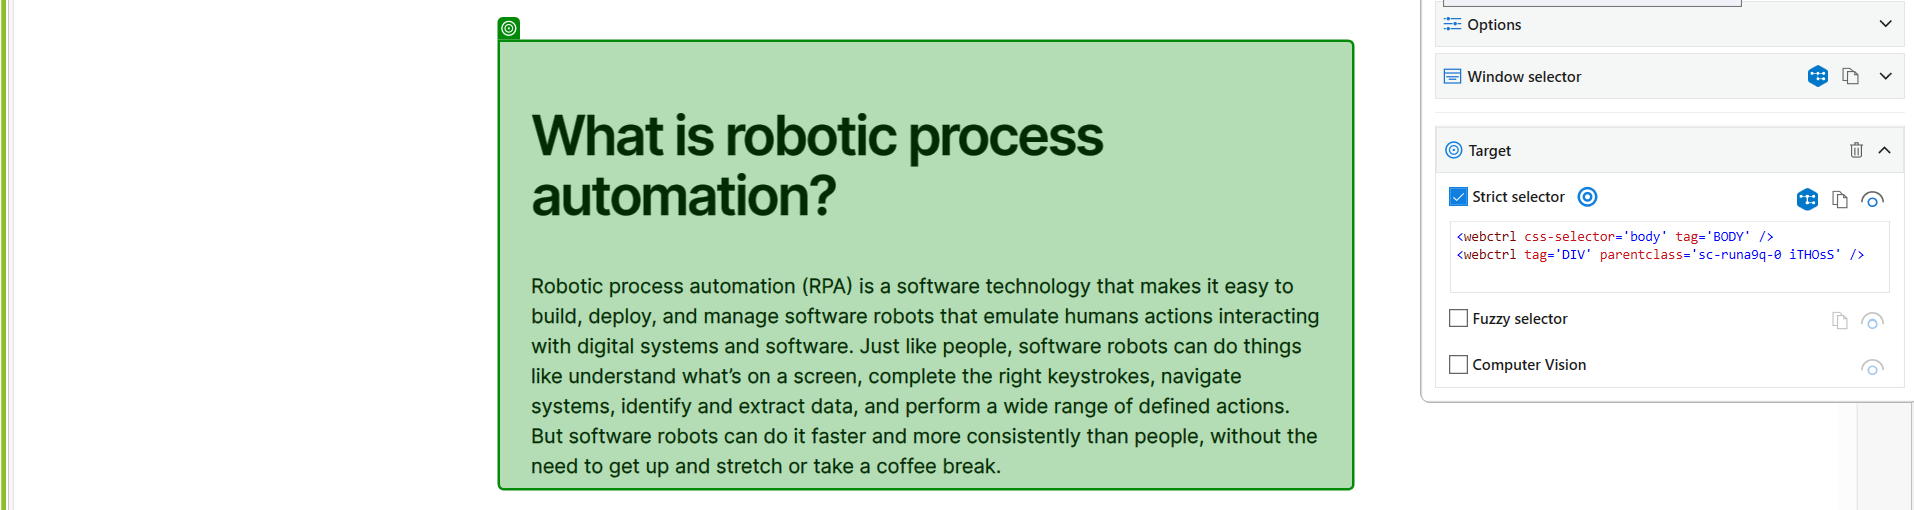 What is robotic process
automation?
Robotic process automation (RPA) is a software technology that makes it easy to
build, deploy, and manage software robots that emulate humans actions interacting
with digital systems and software. Just like people, software robots can do things
like understand what’s on a screen, complete the right keystrokes, navigate
systems, identify and extract data, and perform a wide range of defined actions.
But software robots can do it faster and more consistently than people, without the
need to get up and stretch or take a coffee break.
Options
Window selector
Target
Strict selector
<webctrl css-selector='body' tag='BODY' />
<webctrl tag='DIV' parentclass='sc-runa9q-0 iTHOsS' />
Fuzzy selector
Computer Vision